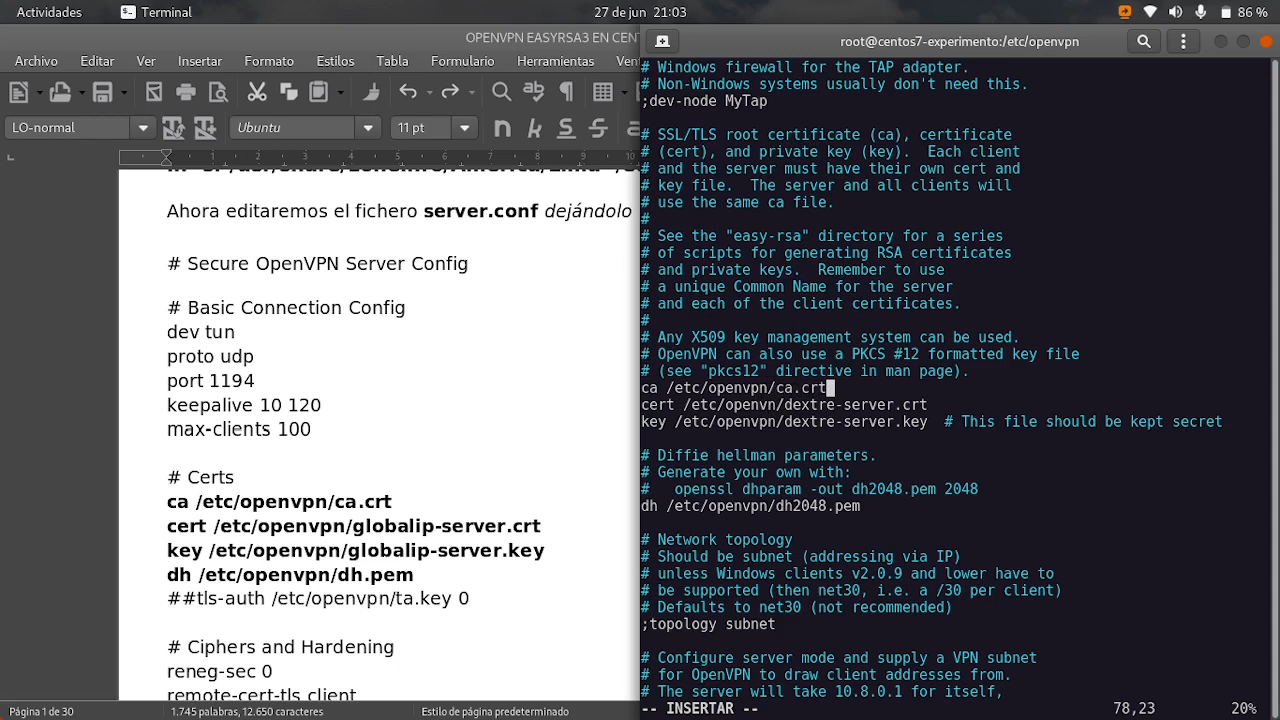 Actividades
Terminal
27 de jun 21:03
86 %
OPENVPN EASYRSA3 EN CENT
root@centos7-experimento:/etc/openvpn
Archivo Editar Ver Insertar Formato Estilos Tabla Formulario Herramientas Ven
LO-normal
Ubuntu
11 pt
n k S S a
1 2 3 4 5 6 7 8 9 10
Ahora editaremos el fichero server.conf dejándolo
# Secure OpenVPN Server Config
# Basic Connection Config
dev tun
proto udp
port 1194
keepalive 10 120
max-clients 100
# Certs
ca /etc/openvpn/ca.crt
cert /etc/openvpn/globalip-server.crt
key /etc/openvpn/globalip-server.key
dh /etc/openvpn/dh.pem
##tls-auth /etc/openvpn/ta.key 0
# Ciphers and Hardening
reneg-sec 0
remote-cert-tls client
Página 1 de 30
1.745 palabras, 12.650 caracteres
Estilo de página predeterminado
# Windows firewall for the TAP adapter.
# Non-Windows systems usually don't need this.
;dev-node MyTap
# SSL/TLS root certificate (ca), certificate
# (cert), and private key (key).  Each client
# and the server must have their own cert and
# key file.  The server and all clients will
# use the same ca file.
#
# See the "easy-rsa" directory for a series
# of scripts for generating RSA certificates
# and private keys.  Remember to use
# a unique Common Name for the server
# and each of the client certificates.
#
# Any X509 key management system can be used.
# OpenVPN can also use a PKCS #12 formatted key file
# (see "pkcs12" directive in man page).
ca /etc/openvpn/ca.crt
cert /etc/openvn/dextre-server.crt
key /etc/openvpn/dextre-server.key  # This file should be kept secret
# Diffie hellman parameters.
# Generate your own with:
#   openssl dhparam -out dh2048.pem 2048
dh /etc/openvpn/dh2048.pem
# Network topology
# Should be subnet (addressing via IP)
# unless Windows clients v2.0.9 and lower have to
# be supported (then net30, i.e. a /30 per client)
# Defaults to net30 (not recommended)
;topology subnet
# Configure server mode and supply a VPN subnet
# for OpenVPN to draw client addresses from.
# The server will take 10.8.0.1 for itself,
-- INSERTAR --
78,23
20%